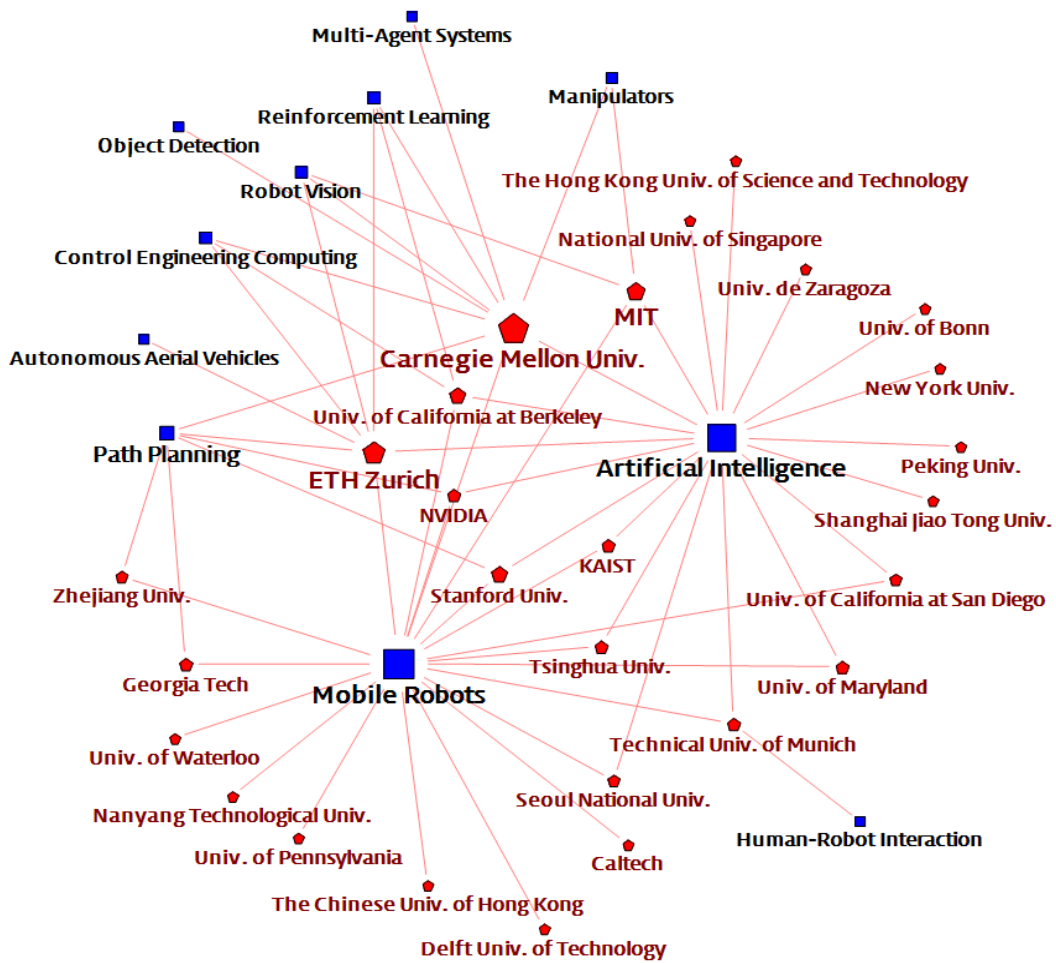 Multi-Agent Systems
Manipulators
Reinforcement Learning
Object Detection
The Hong Kong Univ. of Science and Technology
Robot Vision
National Univ. of Singapore
Control Engineering Computing
Univ. de Zaragoza
MIT
Univ. of Bonn
Autonomous Aerial Vehicles
Carnegie Mellon Univ.
New York Univ.
Univ. of California at Berkeley
Path Planning
Artificial Intelligence
Peking Univ.
ETH Zurich
NVIDIA
Shanghai Jiao Tong Univ.
KAIST
Zhejiang Univ.
Stanford Univ.
Univ. of California at San Diego
Tsinghua Univ.
Georgia Tech
Mobile Robots
Univ. of Maryland
Univ. of Waterloo
Technical Univ. of Munich
Seoul National Univ.
Nanyang Technological Univ.
Human-Robot Interaction
Univ. of Pennsylvania
Caltech
The Chinese Univ. of Hong Kong
Delft Univ. of Technology